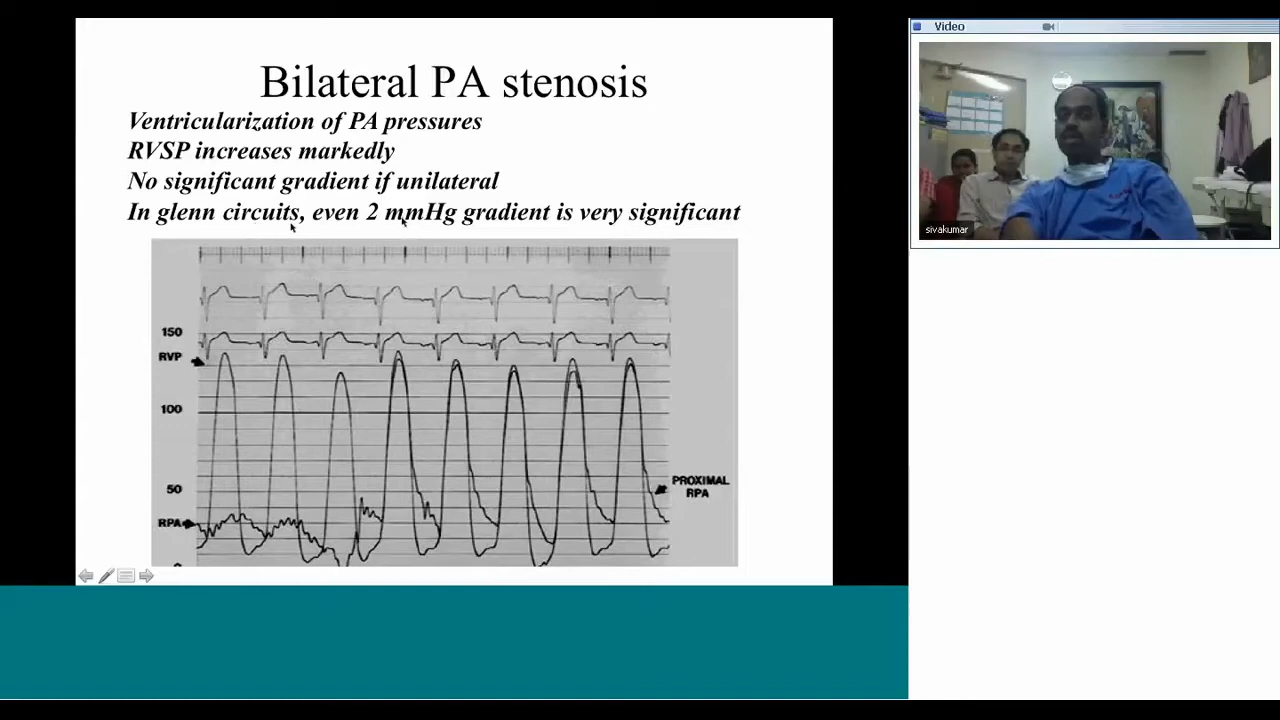 Bilateral PA stenosis
Ventricularization of PA pressures
RVSP increases markedly
No significant gradient if unilateral
In glenn circuits, even 2 mmHg gradient is very significant
150
RVP
100
50
PROXIMAL
RPA
RPA
0
Video
sivakumar